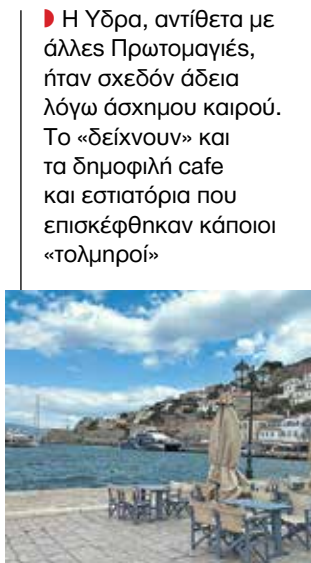 Η Υδρα, αντίθετα με
άλλες Πρωτομαγιές,
ήταν σχεδόν άδεια
λόγω άσχημου καιρού.
Το «δείχνουν» και
τα δημοφιλή cafe
και εστιατόρια που
επισκέφθηκαν κάποιοι
«τολμηροί»